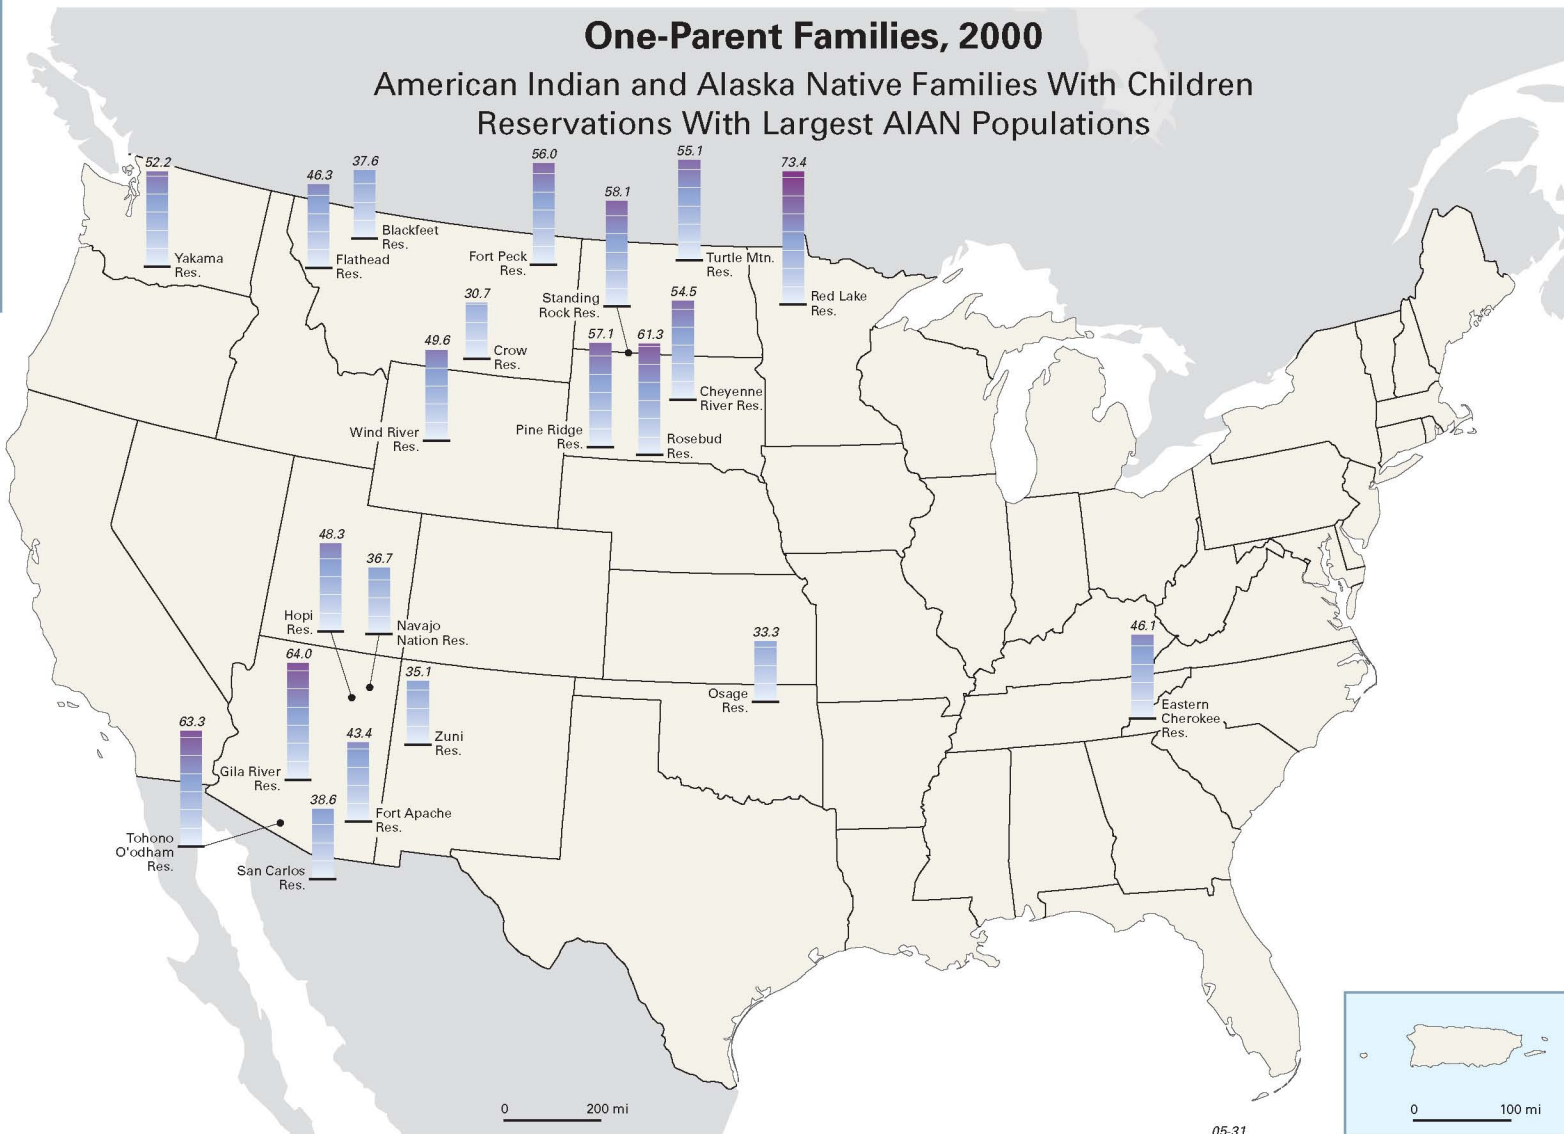 One-Parent Families, 2000
American Indian and Alaska Native Families With Children
Reservations With Largest AIAN Populations
52.2
Yakama
Res.
46.3
Flathead
Res.
37.6
Blackfeet
Res.
56.0
Fort Peck
Res.
58.1
Standing
Rock Res.
55.1
Turtle Mtn.
Res.
73.4
Red Lake
Res.
30.7
Crow
Res.
49.6
Wind River
Res.
57.1
Pine Ridge
Res.
61.3
Rosebud
Res.
54.5
Cheyenne
River Res.
48.3
Hopi
Res.
36.7
Navajo
Nation Res.
64.0
Gila River
Res.
35.1
Zuni
Res.
33.3
Osage
Res.
46.1
Eastern
Cherokee
Res.
63.3
Tohono
O'odham
Res.
43.4
Fort Apache
Res.
38.6
San Carlos
Res.
0 200 mi
0 100 mi
05-31